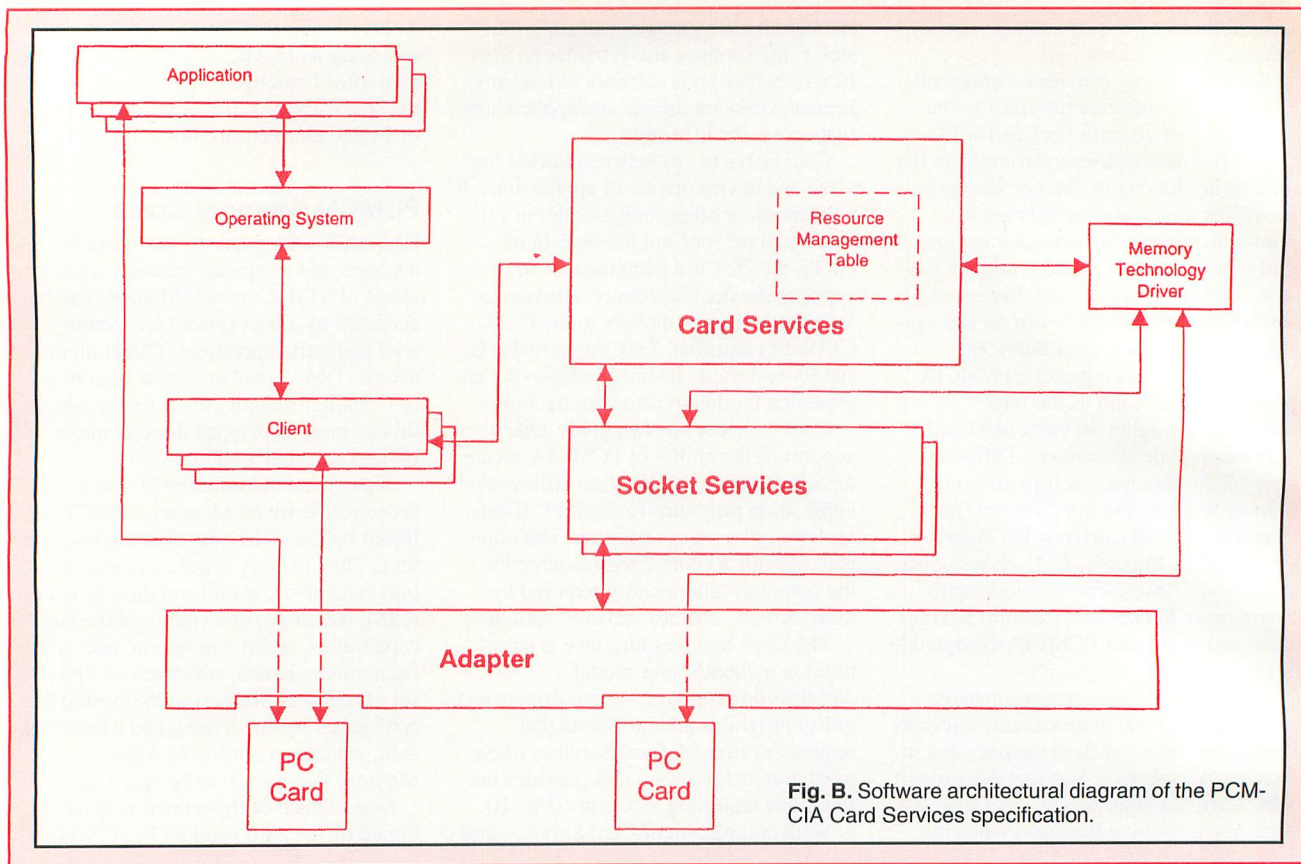 Application
Operating System
Resource
Management
Table
Memory
Technology
Driver
Card Services
Client
Socket Services
Adapter
PC
Card
PC
Card
Fig. B. Software architectural diagram of the PCM-
CIA Card Services specification.